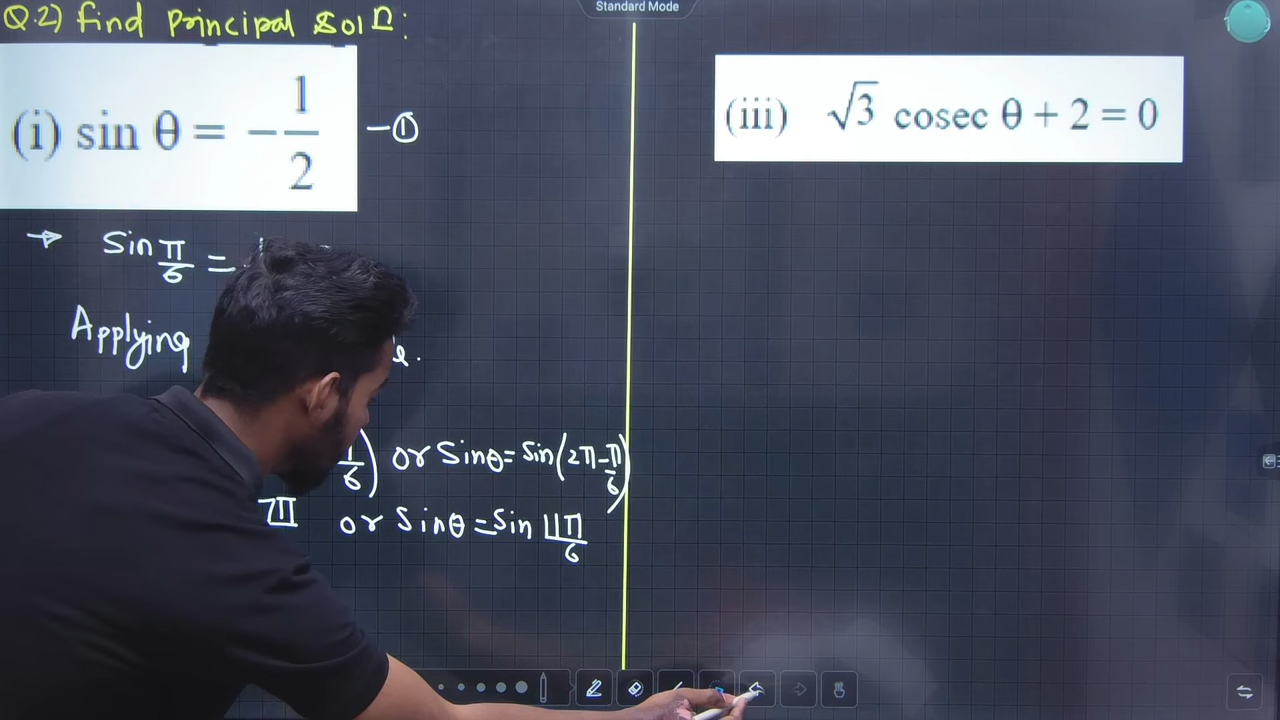 Standard Mode
Q.2) find principal solⁿ:
(i) sin θ = - 1/2 -①
→ Sin π/6 =
Applying
π/6) or Sinθ = Sin(2π - π/6)
7π or Sinθ = Sin 11π/6
(iii) √3 cosec θ + 2 = 0